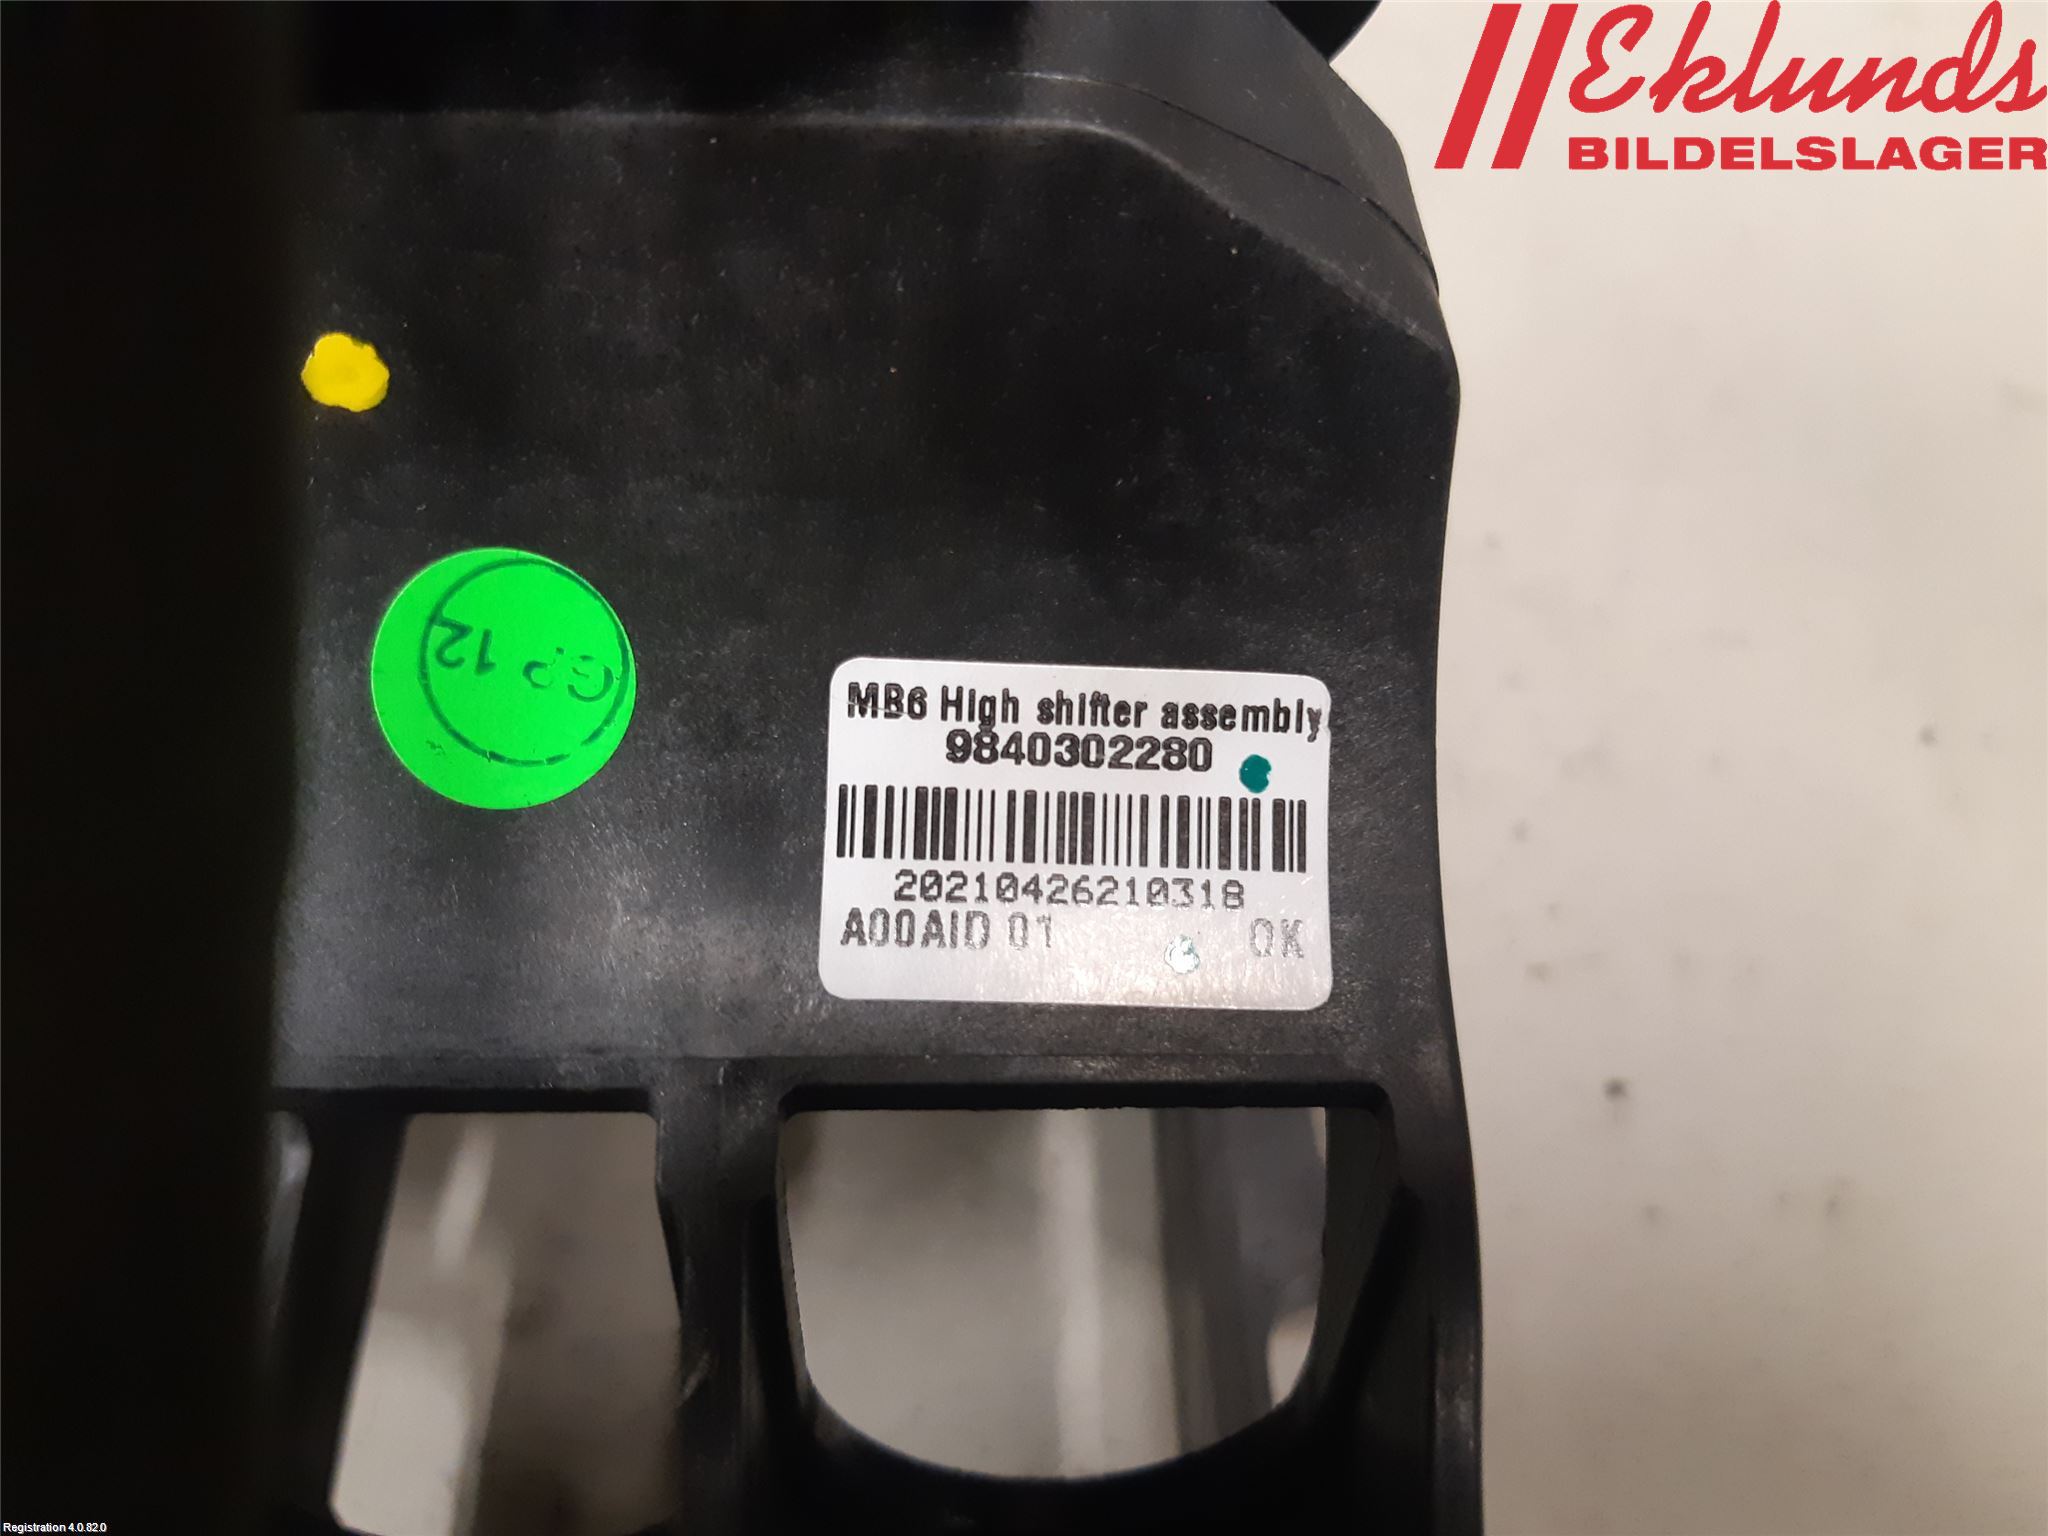 Eklunds
BILDELSLAGER
GP 12
MB6 High shifter assembly
9840302280
20210426210318
A00AID 01 OK
Registration 4.0.82.0